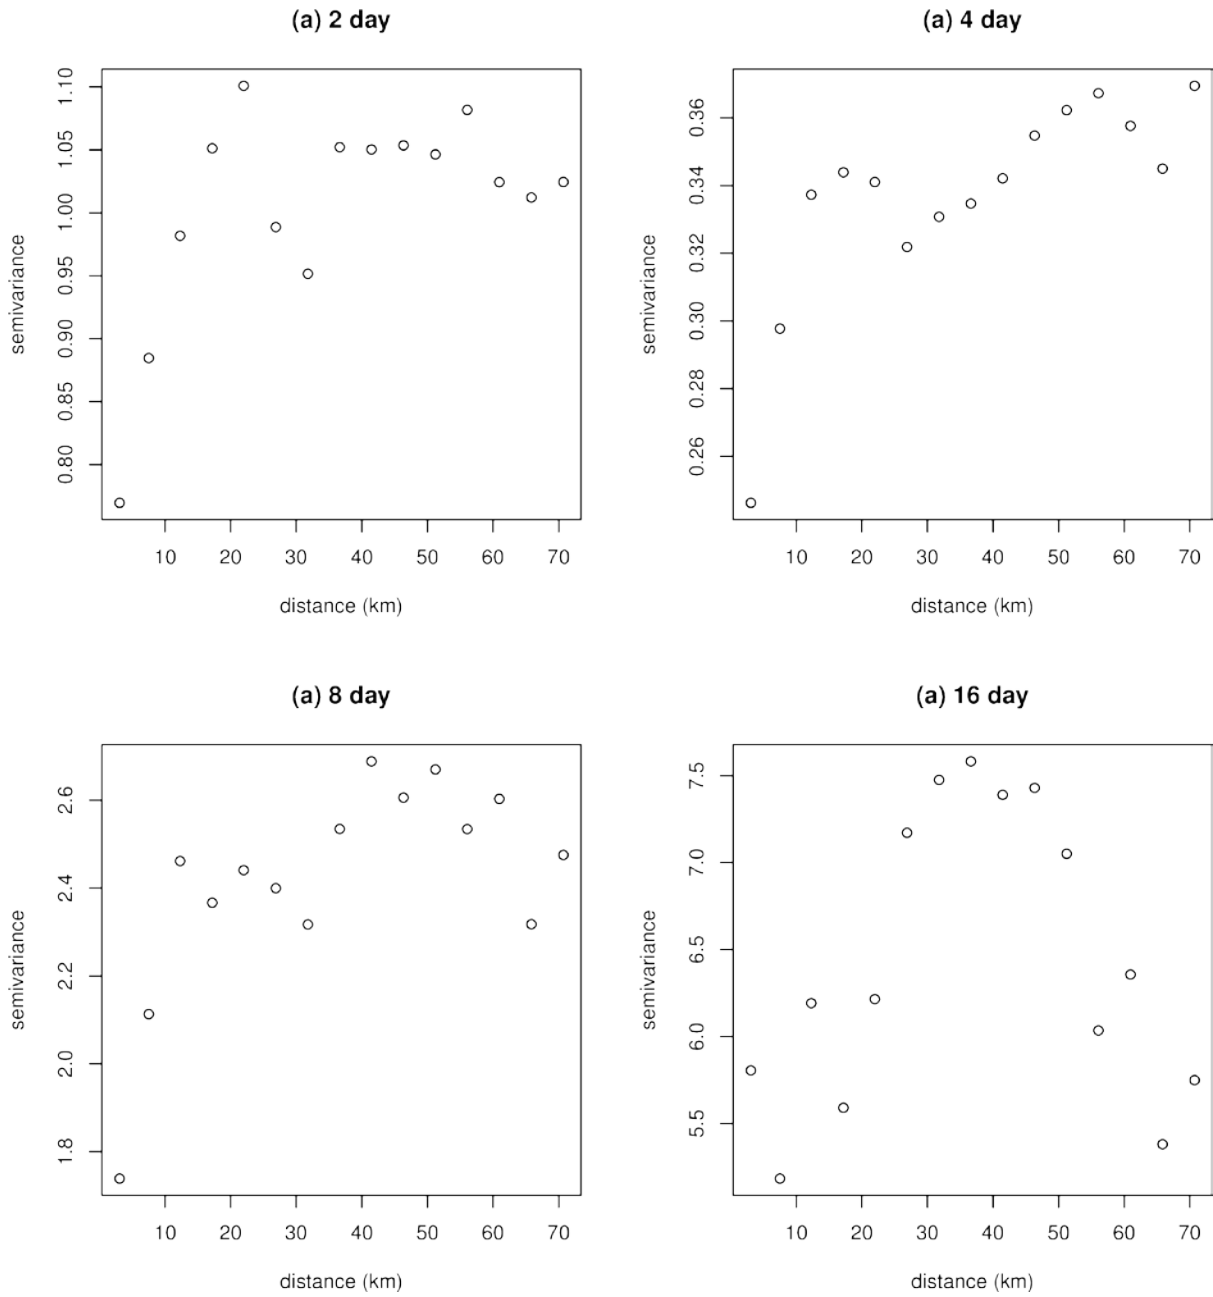 (a) 2 day
semivariance
1.10
1.05
1.00
0.95
0.90
0.85
0.80
10 20 30 40 50 60 70
distance (km)
(a) 4 day
semivariance
0.36
0.34
0.32
0.30
0.28
0.26
10 20 30 40 50 60 70
distance (km)
(a) 8 day
semivariance
2.6
2.4
2.2
2.0
1.8
10 20 30 40 50 60 70
distance (km)
(a) 16 day
semivariance
7.5
7.0
6.5
6.0
5.5
10 20 30 40 50 60 70
distance (km)